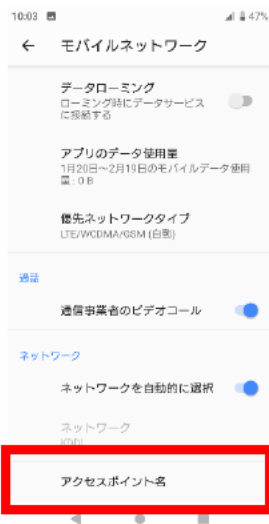 10:03
47%
モバイルネットワーク
データローミング
ローミング時にデータサービス
に接続する
アプリのデータ使用量
1月20日～2月19日のモバイルデータ使用
量: 0 B
優先ネットワークタイプ
LTE/WCDMA/GSM (自動)
通話
通信事業者のビデオコール
ネットワーク
ネットワークを自動的に選択
ネットワーク
KDDI
アクセスポイント名